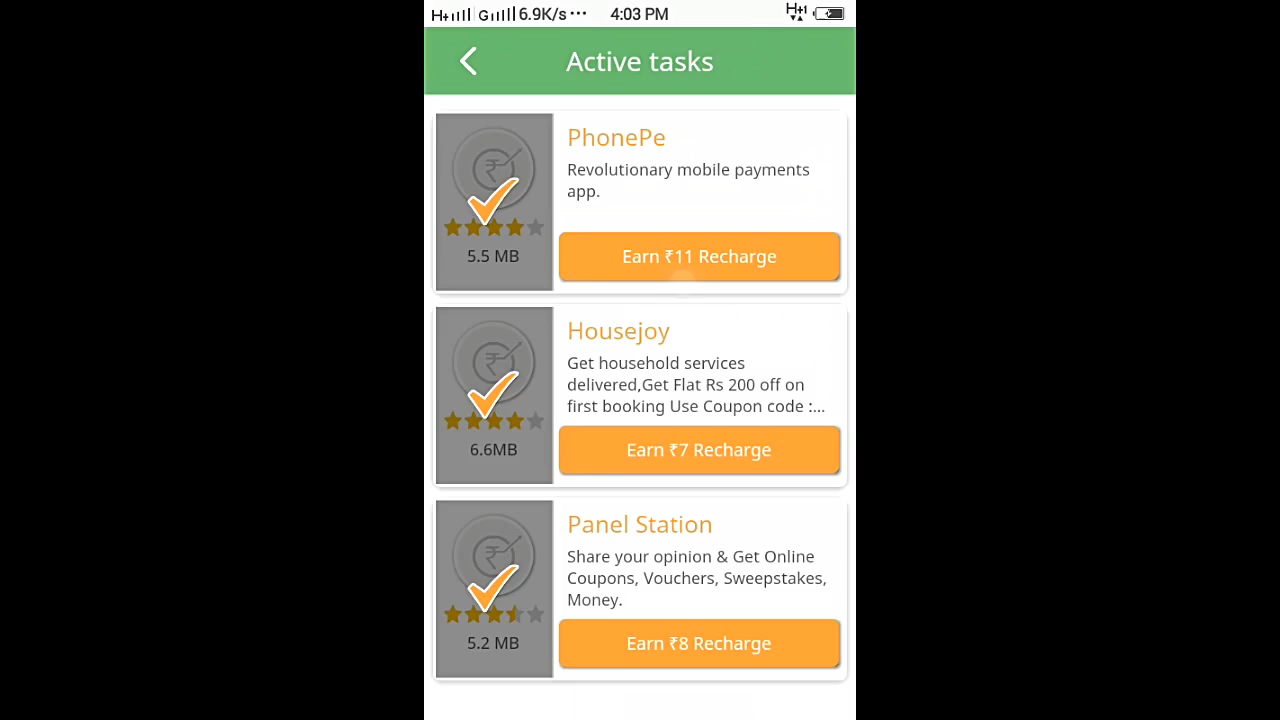 H+ G 6.9K/s ··· 4:03 PM H+1
Active tasks
PhonePe
Revolutionary mobile payments
app.
5.5 MB
Earn ₹11 Recharge
Housejoy
Get household services
delivered,Get Flat Rs 200 off on
first booking Use Coupon code :...
6.6MB
Earn ₹7 Recharge
Panel Station
Share your opinion & Get Online
Coupons, Vouchers, Sweepstakes,
Money.
5.2 MB
Earn ₹8 Recharge